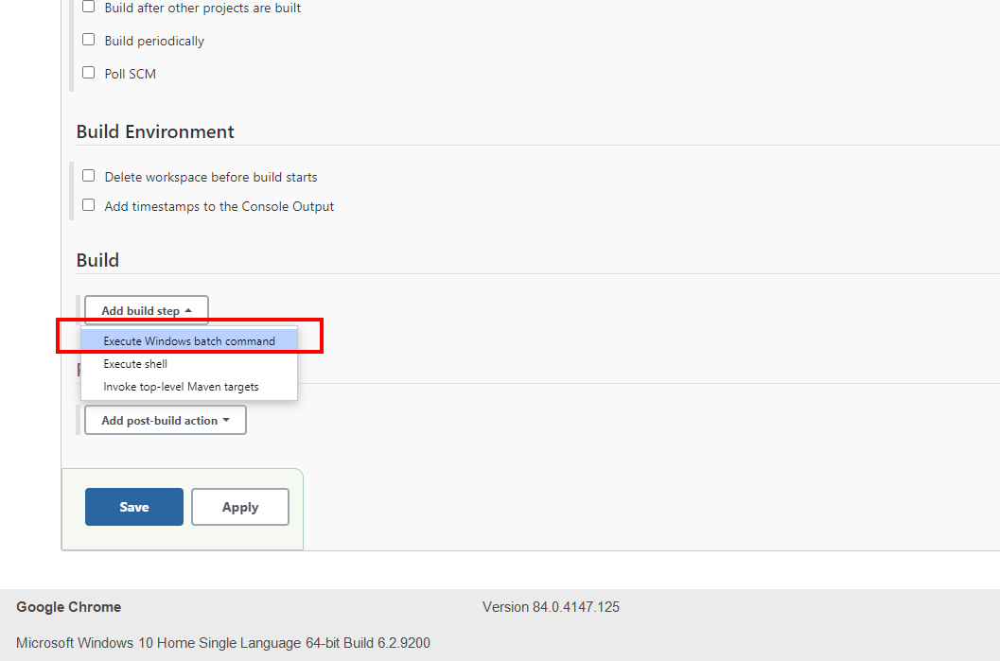 Build after other projects are built
Build periodically
Poll SCM
Build Environment
Delete workspace before build starts
Add timestamps to the Console Output
Build
Add build step
Execute Windows batch command
Execute shell
Invoke top-level Maven targets
Add post-build action
Save Apply
Google Chrome Version 84.0.4147.125
Microsoft Windows 10 Home Single Language 64-bit Build 6.2.9200